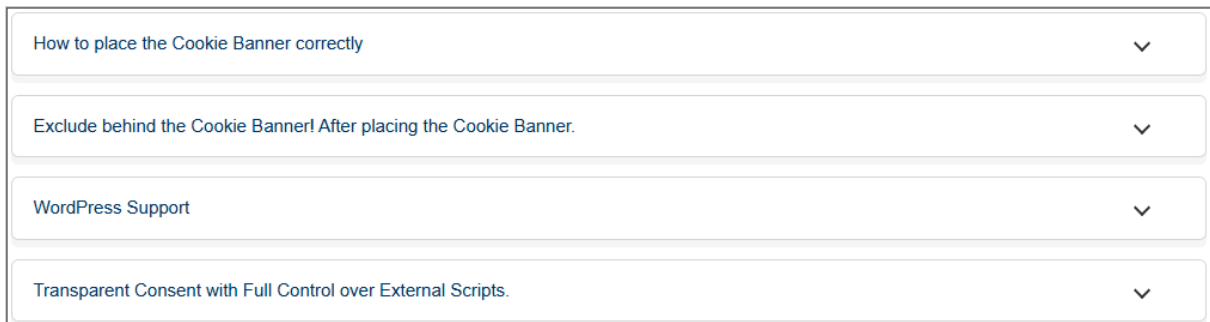 How to place the Cookie Banner correctly
Exclude behind the Cookie Banner! After placing the Cookie Banner.
WordPress Support
Transparent Consent with Full Control over External Scripts.